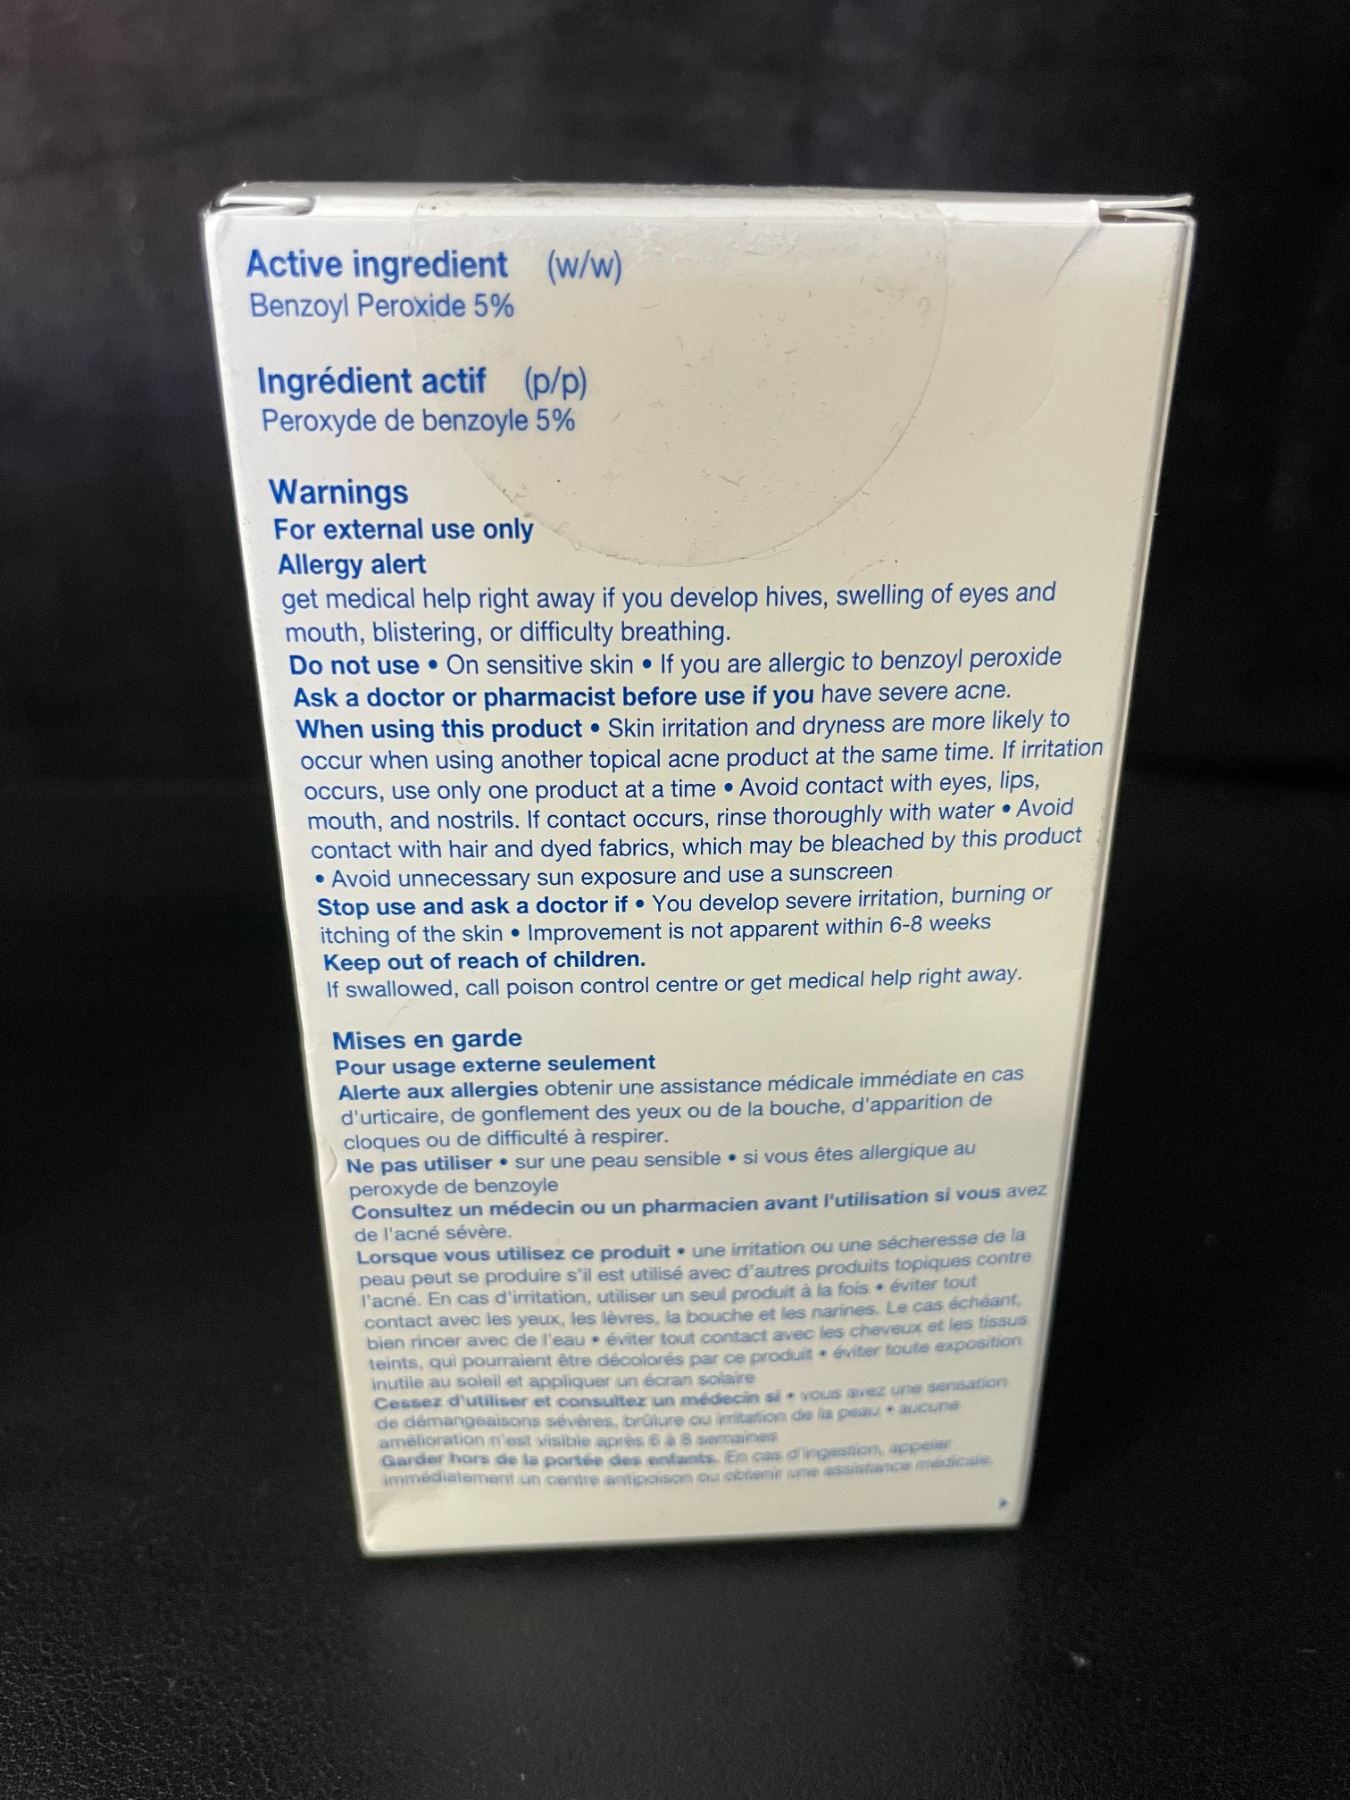 Active ingredient (w/w)
Benzoyl Peroxide 5%
Ingrédient actif (p/p)
Peroxyde de benzoyle 5%
Warnings
For external use only
Allergy alert
get medical help right away if you develop hives, swelling of eyes and
mouth, blistering, or difficulty breathing.
Do not use • On sensitive skin • If you are allergic to benzoyl peroxide
Ask a doctor or pharmacist before use if you have severe acne.
When using this product • Skin irritation and dryness are more likely to
occur when using another topical acne product at the same time. If irritation
occurs, use only one product at a time • Avoid contact with eyes, lips,
mouth, and nostrils. If contact occurs, rinse thoroughly with water • Avoid
contact with hair and dyed fabrics, which may be bleached by this product
• Avoid unnecessary sun exposure and use a sunscreen
Stop use and ask a doctor if • You develop severe irritation, burning or
itching of the skin • Improvement is not apparent within 6-8 weeks
Keep out of reach of children.
If swallowed, call poison control centre or get medical help right away.
Mises en garde
Pour usage externe seulement
Alerte aux allergies obtenir une assistance médicale immédiate en cas
d'urticaire, de gonflement des yeux ou de la bouche, d'apparition de
cloques ou de difficulté à respirer.
Ne pas utiliser • sur une peau sensible • si vous êtes allergique au
peroxyde de benzoyle
Consultez un médecin ou un pharmacien avant l'utilisation si vous avez
de l'acné sévère.
Lorsque vous utilisez ce produit • une irritation ou une sécheresse de la
peau peut se produire s'il est utilisé avec d'autres produits topiques contre
l'acné. En cas d'irritation, utiliser un seul produit à la fois • éviter tout
contact avec les yeux, les lèvres, la bouche et les narines. Le cas échéant,
bien rincer avec de l'eau • éviter tout contact avec les cheveux et les tissus
teints, qui pourraient être décolorés par ce produit • éviter toute exposition
inutile au soleil et appliquer un écran solaire
Cessez d'utiliser et consultez un médecin si • vous avez une sensation
de démangeaisons sévères, brûlure ou irritation de la peau • aucune
amélioration n'est visible après 6 à 8 semaines
Garder hors de la portée des enfants. En cas d'ingestion, appeler
immédiatement un centre antipoison ou obtenir une assistance médicale.